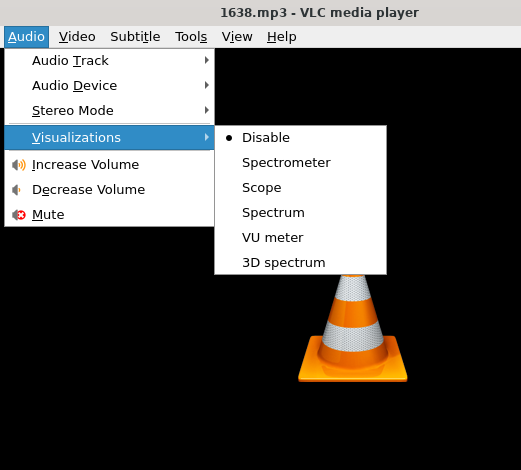 1638.mp3 - VLC media player
Audio Video Subtitle Tools View Help
Audio Track
Audio Device
Stereo Mode
Visualizations
Increase Volume
Decrease Volume
Mute
Disable
Spectrometer
Scope
Spectrum
VU meter
3D spectrum